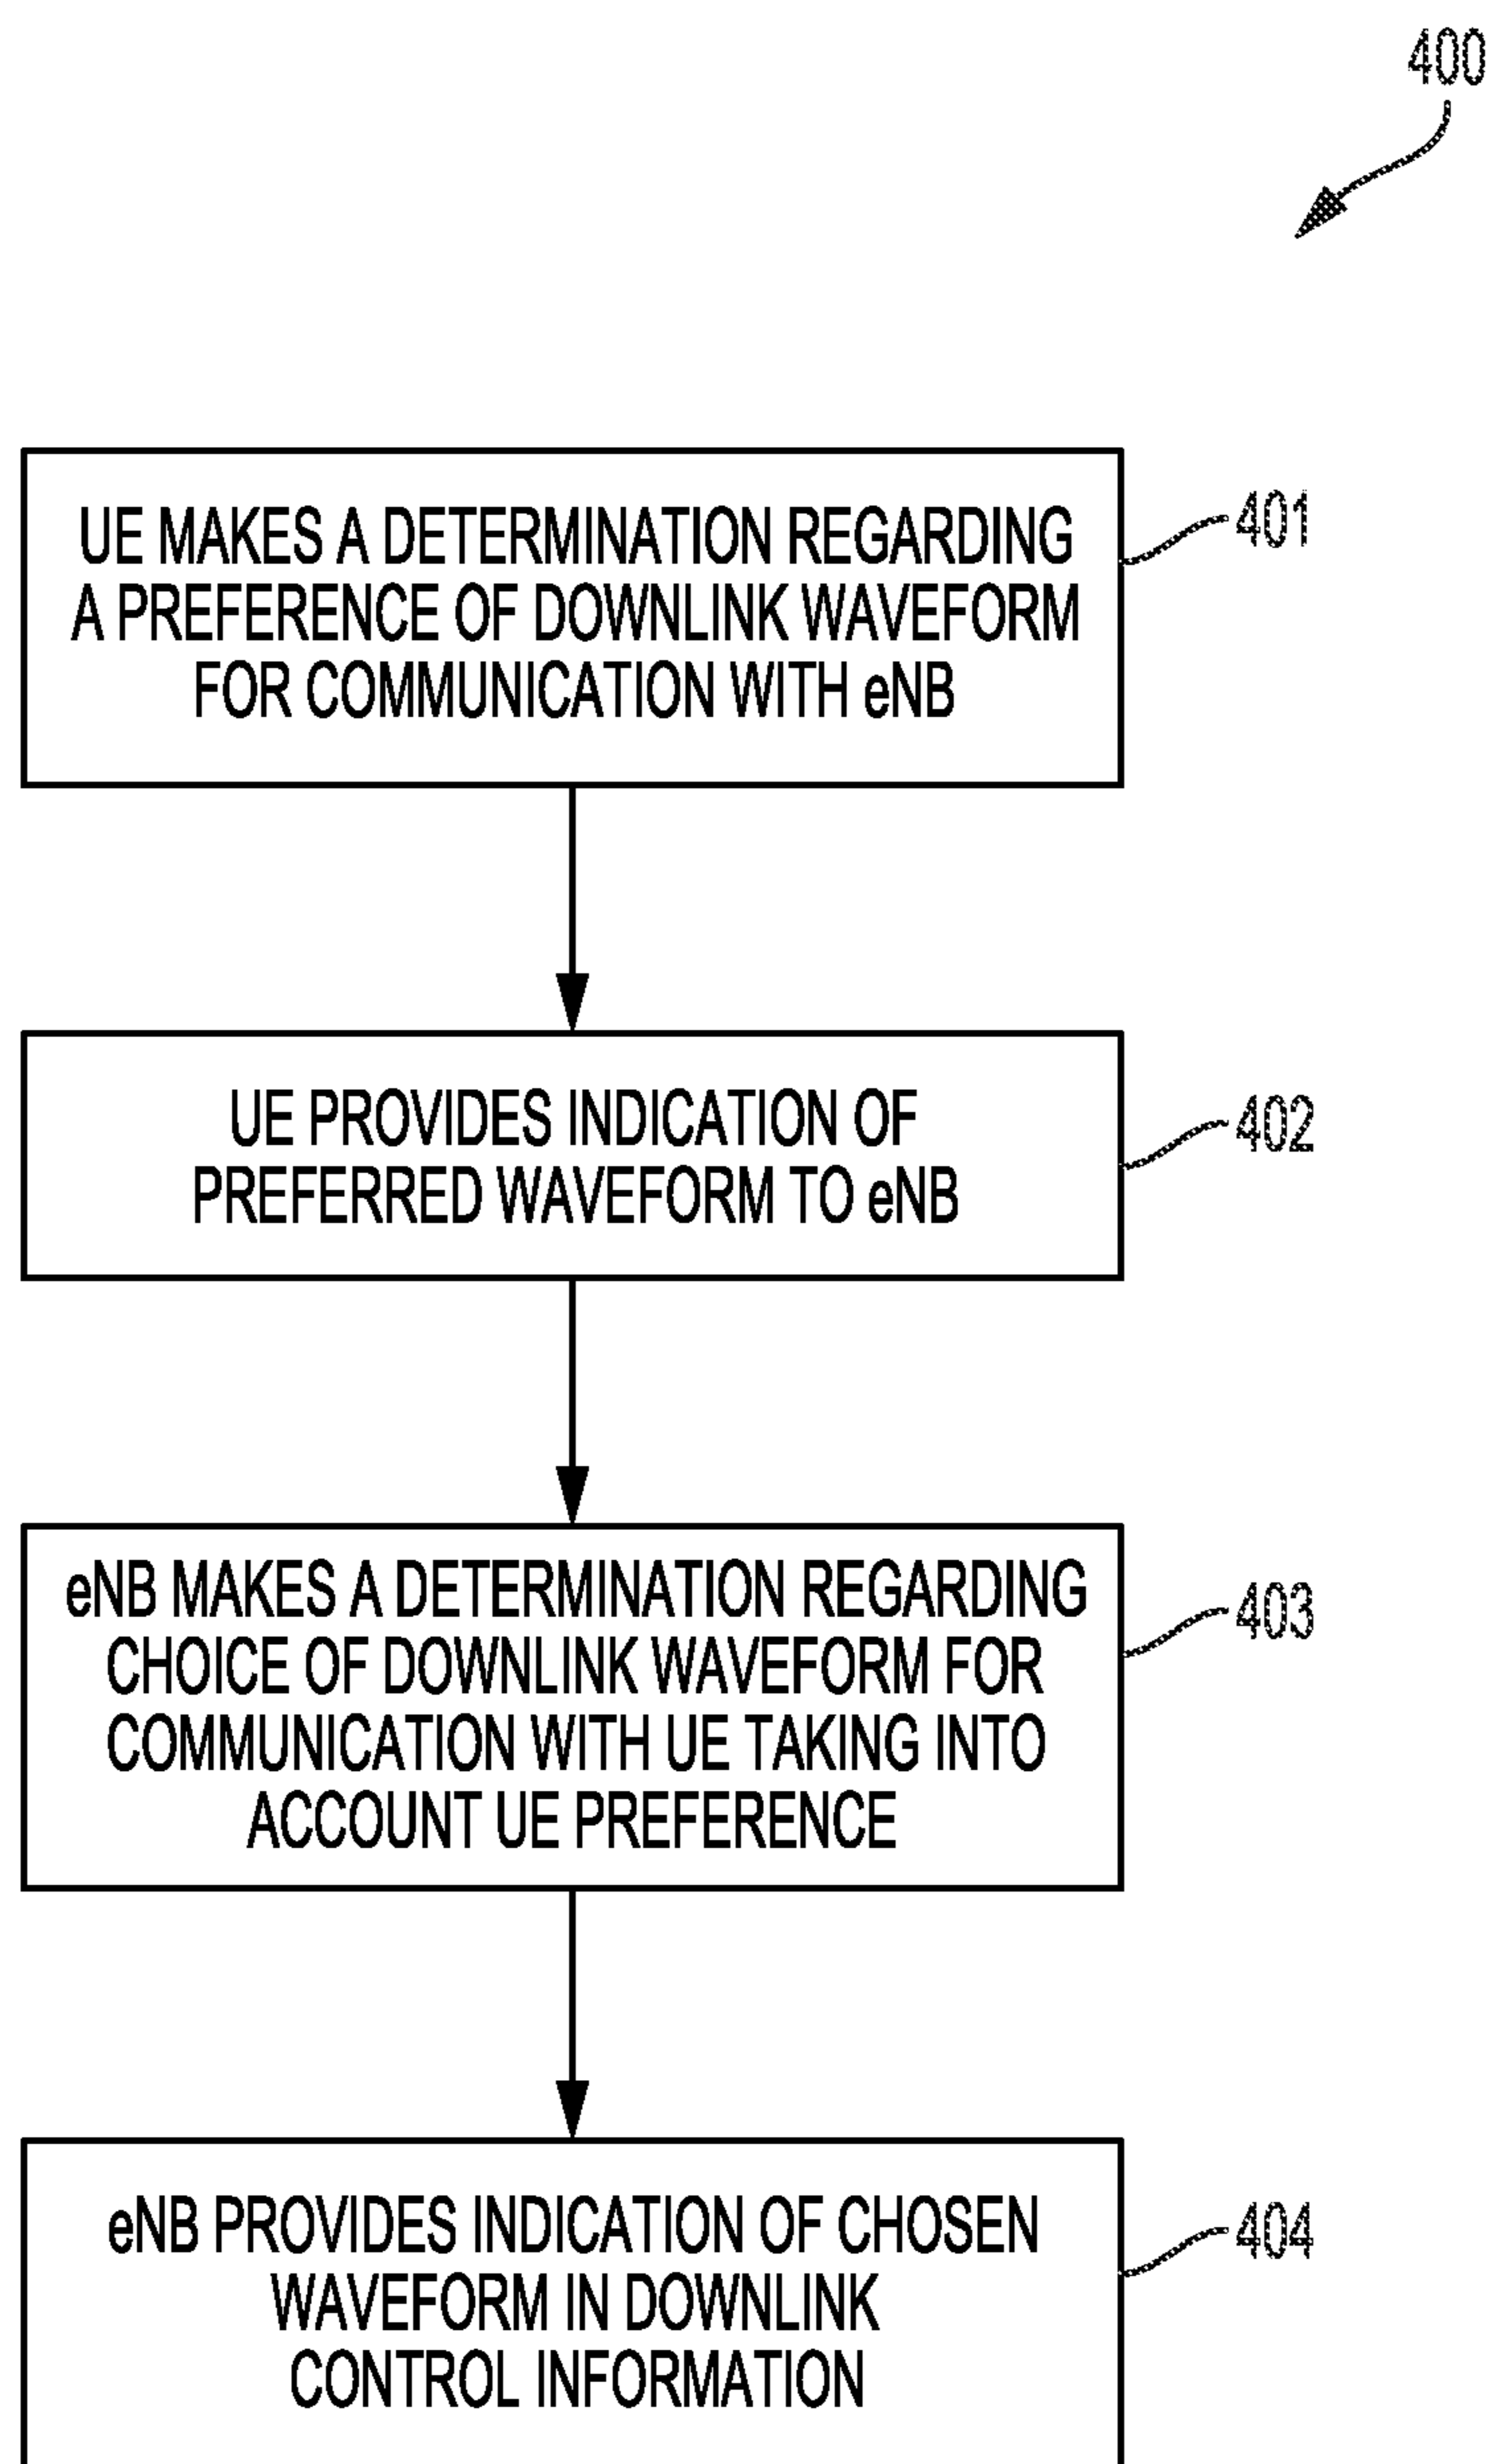 400
UE MAKES A DETERMINATION REGARDING
A PREFERENCE OF DOWNLINK WAVEFORM
FOR COMMUNICATION WITH eNB
401
UE PROVIDES INDICATION OF
PREFERRED WAVEFORM TO eNB
402
eNB MAKES A DETERMINATION REGARDING
CHOICE OF DOWNLINK WAVEFORM FOR
COMMUNICATION WITH UE TAKING INTO
ACCOUNT UE PREFERENCE
403
eNB PROVIDES INDICATION OF CHOSEN
WAVEFORM IN DOWNLINK
CONTROL INFORMATION
404